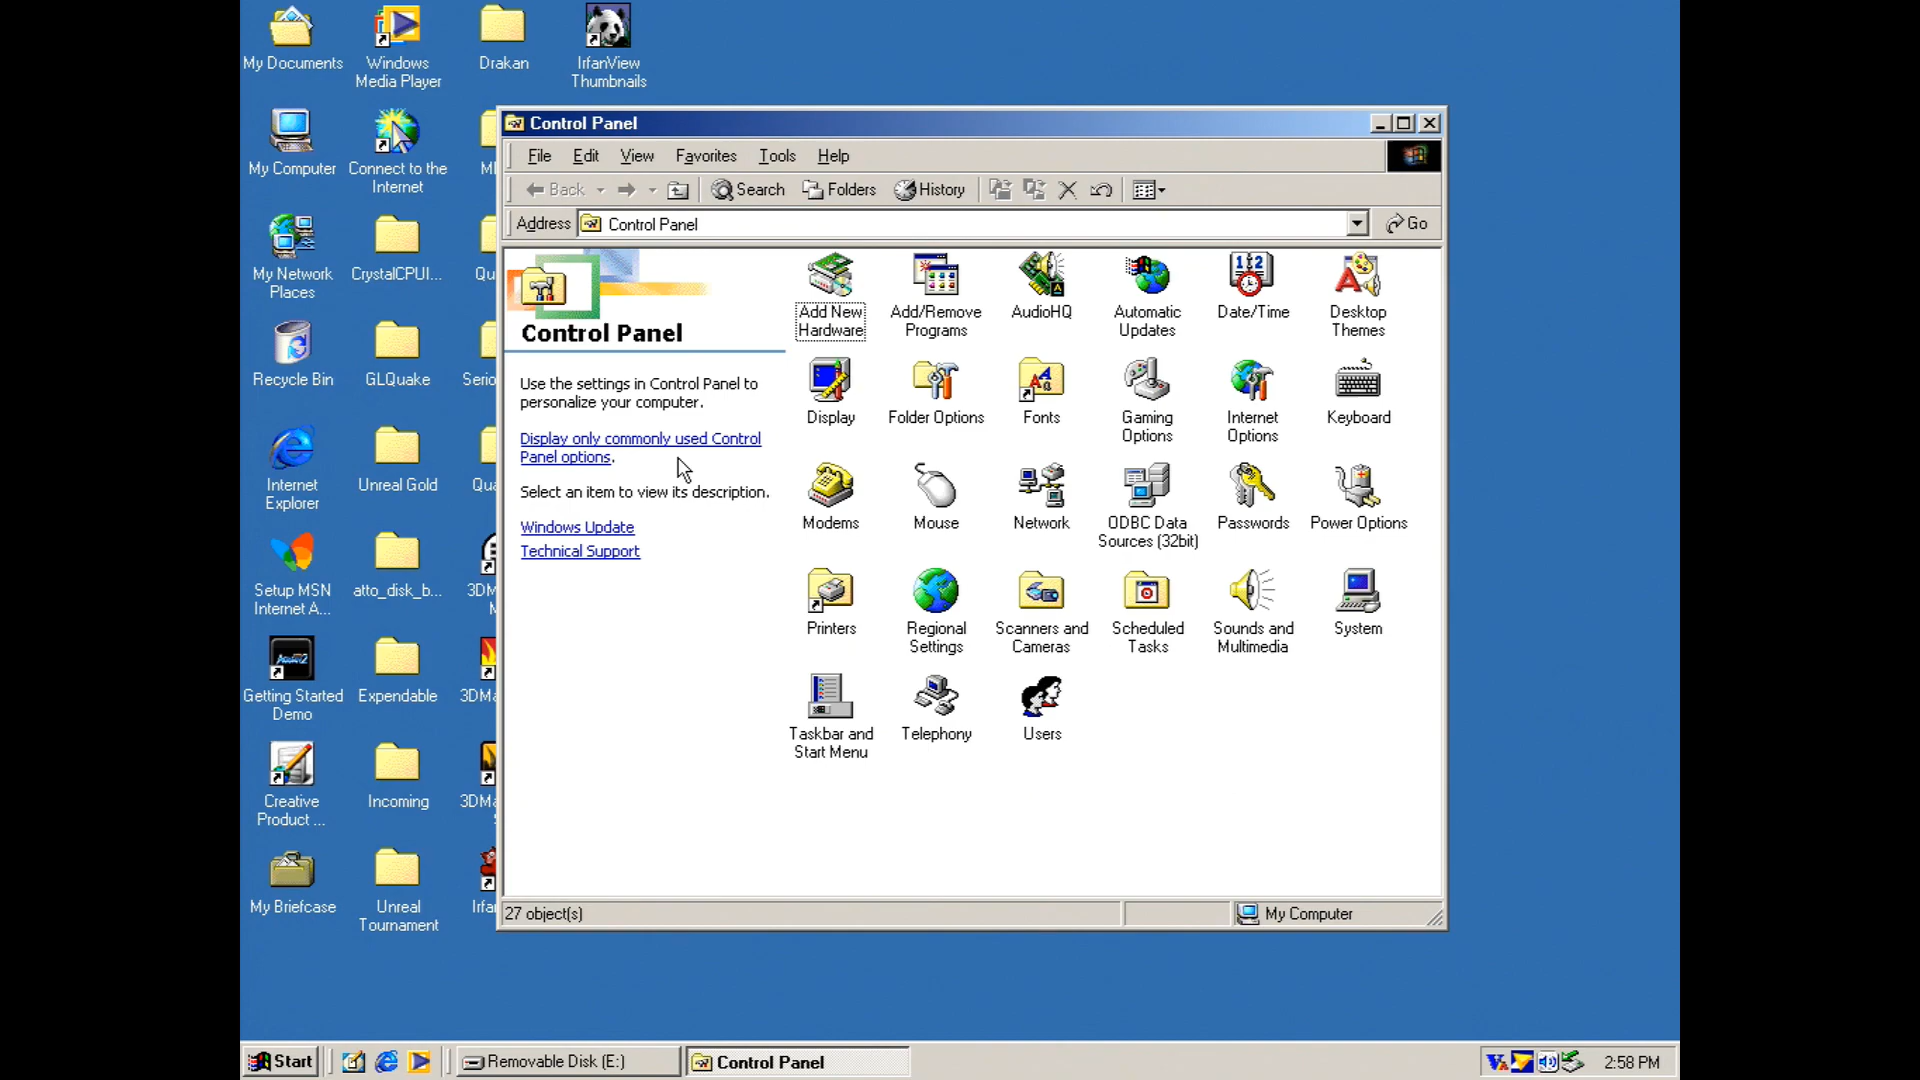 My Documents
Windows
Media Player
Drakan
IrfanView
Thumbnails
My Computer
Connect to the
Internet
My Network
Places
CrystalCPUI...
Recycle Bin
GLQuake
Internet
Explorer
Unreal Gold
Setup MSN
Internet A...
atto_disk_b...
Getting Started
Demo
Expendable
Creative
Product ...
Incoming
My Briefcase
Unreal
Tournament
Control Panel
File Edit View Favorites Tools Help
Back Search Folders History
Address Control Panel Go
Control Panel
Use the settings in Control Panel to
personalize your computer.
Display only commonly used Control
Panel options.
Select an item to view its description.
Windows Update
Technical Support
Add New
Hardware
Add/Remove
Programs
AudioHQ
Automatic
Updates
Date/Time
Desktop
Themes
Display
Folder Options
Fonts
Gaming
Options
Internet
Options
Keyboard
Modems
Mouse
Network
ODBC Data
Sources (32bit)
Passwords
Power Options
Printers
Regional
Settings
Scanners and
Cameras
Scheduled
Tasks
Sounds and
Multimedia
System
Taskbar and
Start Menu
Telephony
Users
27 object(s)
My Computer
Start
Removable Disk (E:)
Control Panel
2:58 PM